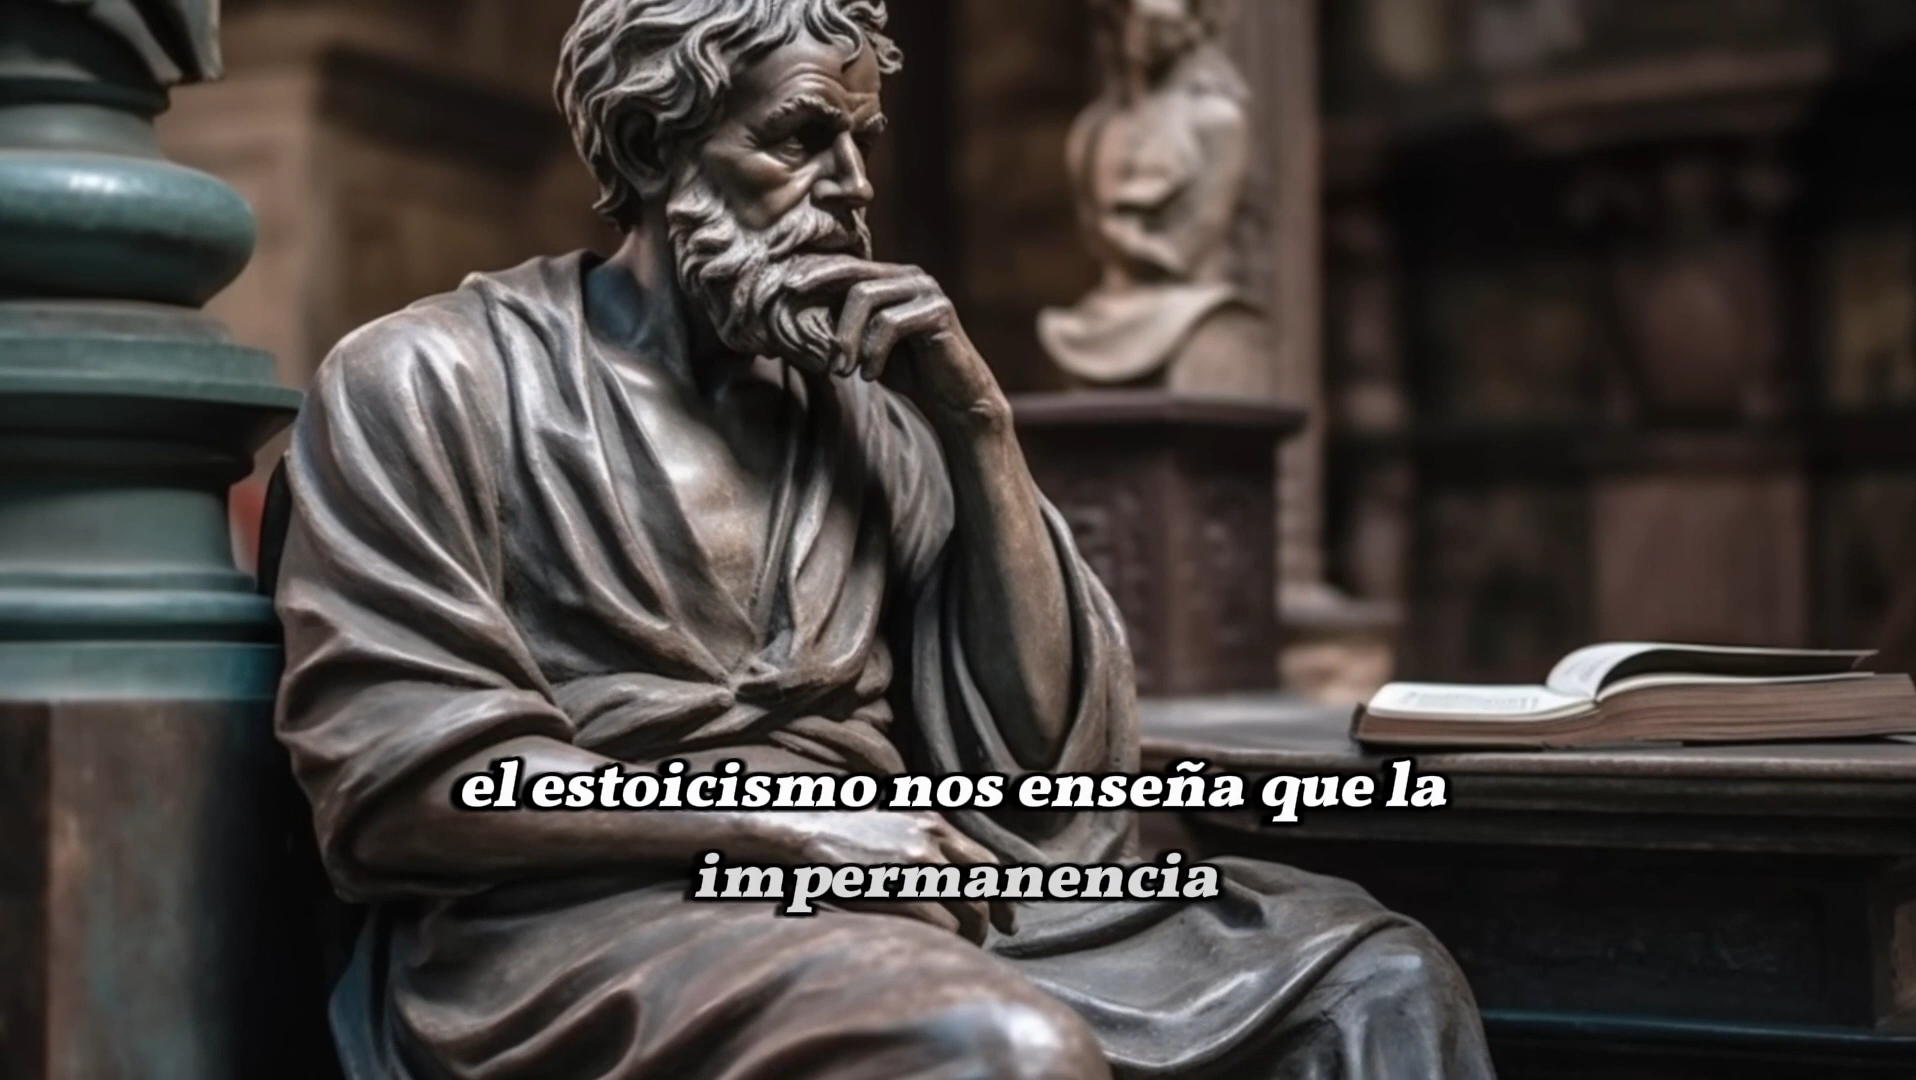 el estoicismo nos enseña que la
impermanencia